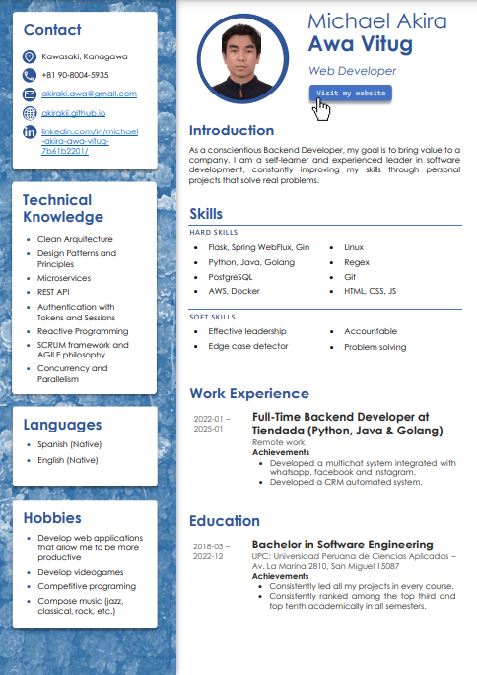 Contact
Kawasaki, Kanagawa
+81 90-8004-5935
akiraki.awa@gmail.com
akirakii.github.io
linkedin.com/in/michael
-akira-awa-vitug-
7b61b2201/
Technical
Knowledge
Clean Arquitecture
Design Patterns and
Principles
Microservices
REST API
Authentication with
Tokens and Sessions
Reactive Programming
SCRUM framework and
AGILE philosophy
Concurrency and
Parallelism
Languages
Spanish (Native)
English (Native)
Hobbies
Develop web applications
that allow me to be more
productive
Develop videogames
Competitive programing
Compose music (jazz,
classical, rock, etc.)
Michael Akira
Awa Vitug
Web Developer
Visit my website
Introduction
As a conscientious Backend Developer, my goal is to bring value to a
company. I am a self-learner and experienced leader in software
development, constantly improving my skills through personal
projects that solve real problems.
Skills
HARD SKILLS
Flask, Spring WebFlux, Gin
Python, Java, Golang
PostgreSQL
AWS, Docker
Linux
Regex
Git
HTML, CSS, JS
SOFT SKILLS
Effective leadership
Edge case detector
Accountable
Problem solving
Work Experience
2022-01 –
2025-01
Full-Time Backend Developer at
Tiendada (Python, Java & Golang)
Remote work
Achievements
Developed a multichat system integrated with
whatsapp, facebook and instagram.
Developed a CRM automated system.
Education
2018-03 –
2022-12
Bachelor in Software Engineering
UPC: Universidad Peruana de Ciencias Aplicadas –
Av. La Marina 2810, San Miguel 15087
Achievements
Consistently led all my projects in every course.
Consistently ranked among the top third and
top tenth academically in all semesters.